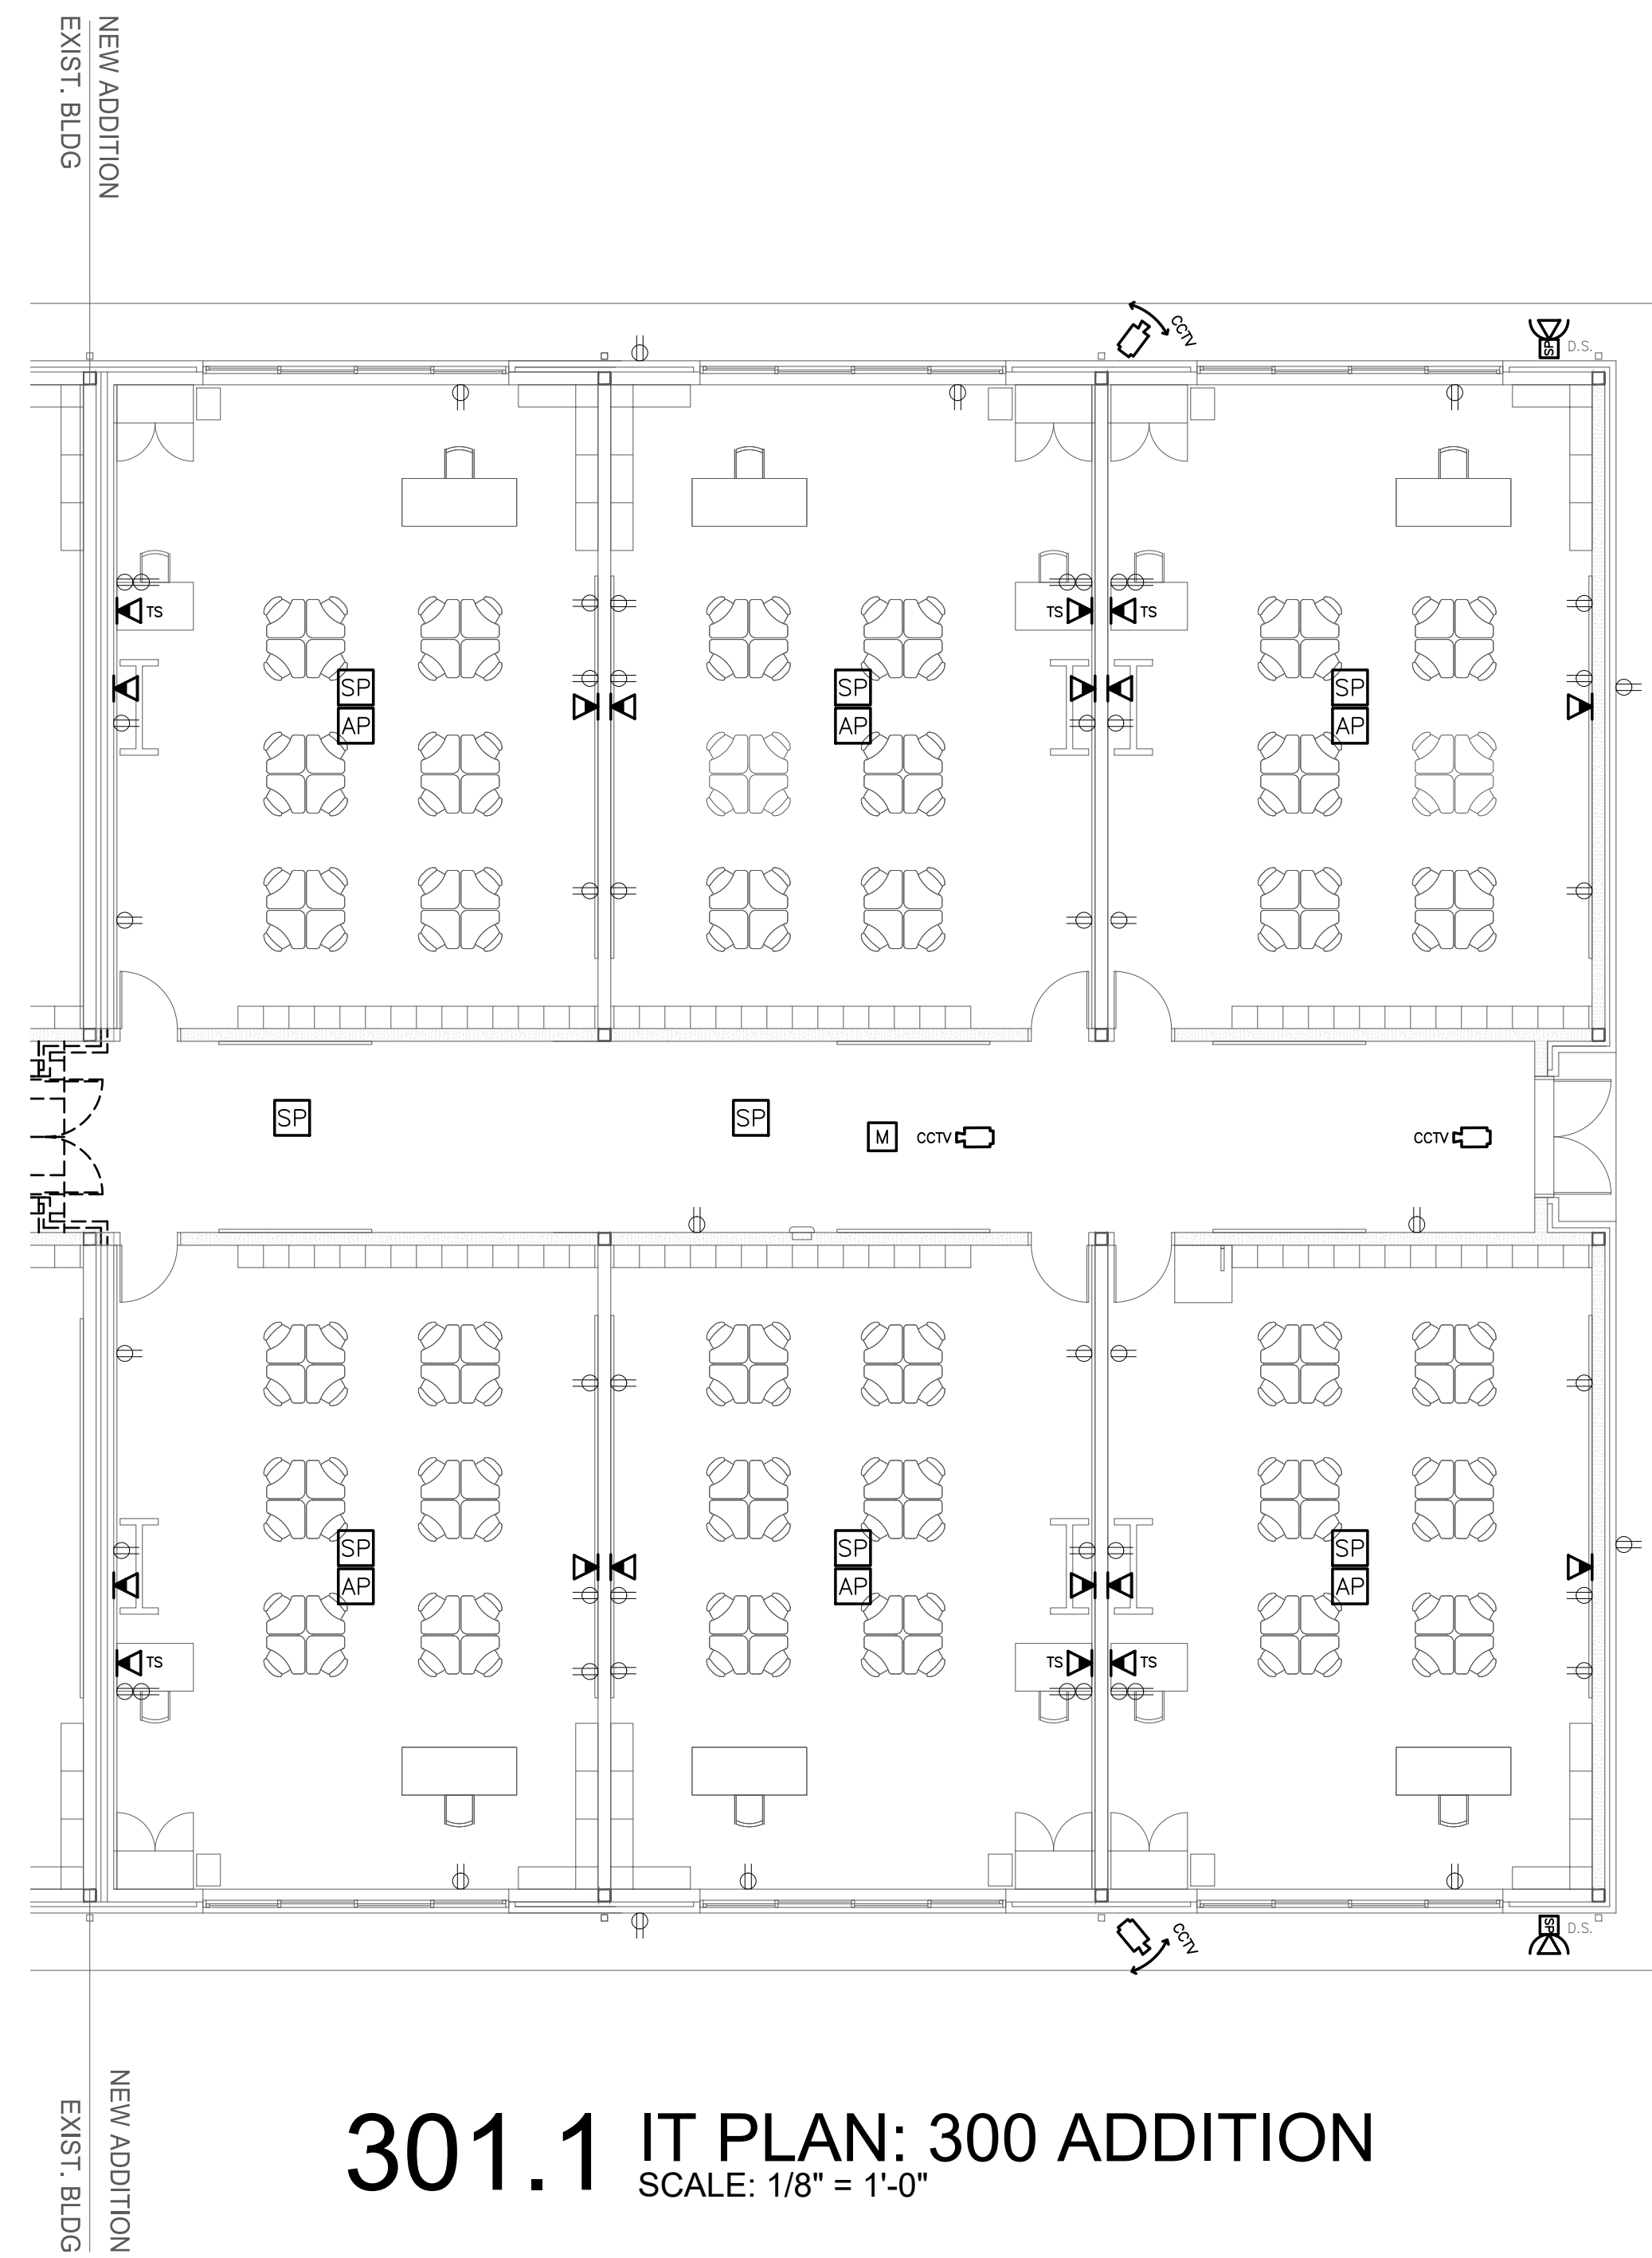 NEW ADDITION
EXIST. BLDG
CCTV
SP
D.S.
TS
TS
TS
SP
AP
SP
AP
SP
AP
SP
SP
M
CCTV
CCTV
SP
AP
SP
AP
SP
AP
TS
TS
TS
CCTV
SP
D.S.
NEW ADDITION
EXIST. BLDG
301.1
IT PLAN: 300 ADDITION
SCALE: 1/8" = 1'-0"